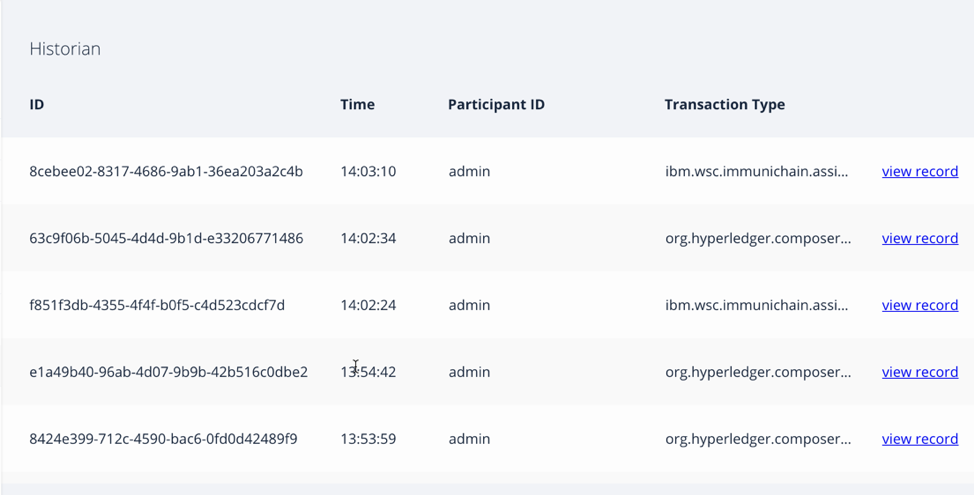 Historian
ID Time Participant ID Transaction Type
8cebee02-8317-4686-9ab1-36ea203a2c4b 14:03:10 admin ibm.wsc.immunichain.assi... view record
63c9f06b-5045-4d4d-9b1d-e33206771486 14:02:34 admin org.hyperledger.composer... view record
f851f3db-4355-4f4f-b0f5-c4d523cdcf7d 14:02:24 admin ibm.wsc.immunichain.assi... view record
e1a49b40-96ab-4d07-9b9b-42b516c0dbe2 13:54:42 admin org.hyperledger.composer... view record
8424e399-712c-4590-bac6-0fd0d42489f9 13:53:59 admin org.hyperledger.composer... view record